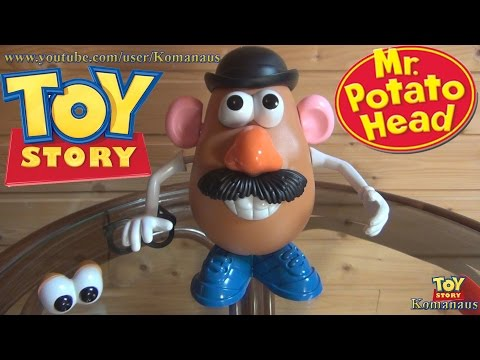 www.youtube.com/user/Komanaus
TOY
STORY
Mr.
Potato
Head
TOY
STORY
Komanaus